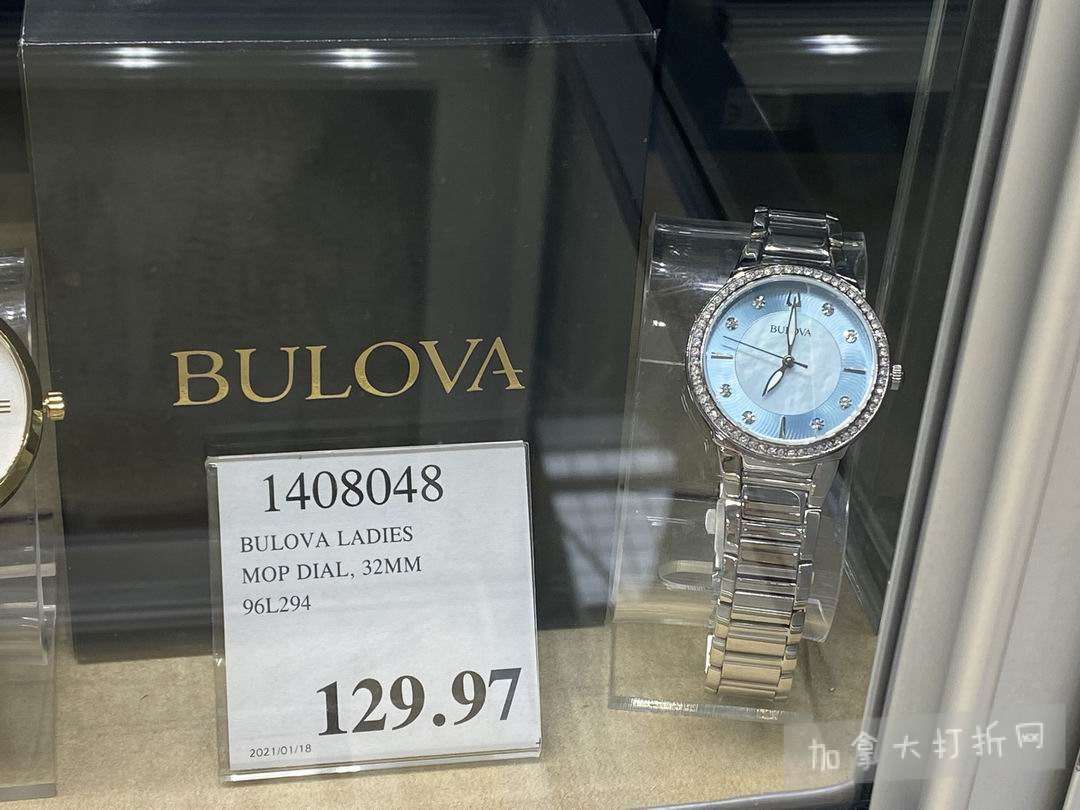 BULOVA
1408048
BULOVA LADIES
MOP DIAL, 32MM
96L294
129.97
2021/01/18
BULOVA
加拿大打折网